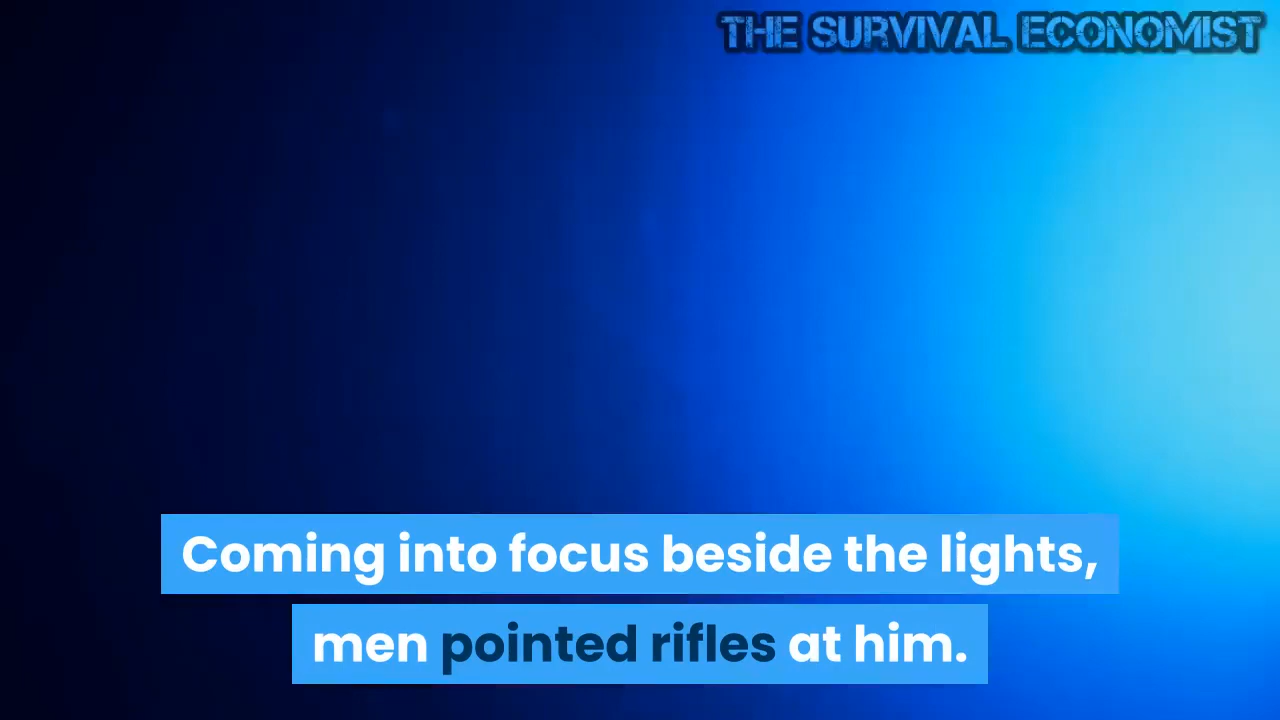 THE SURVIVAL ECONOMIST
Coming into focus beside the lights,
men pointed rifles at him.